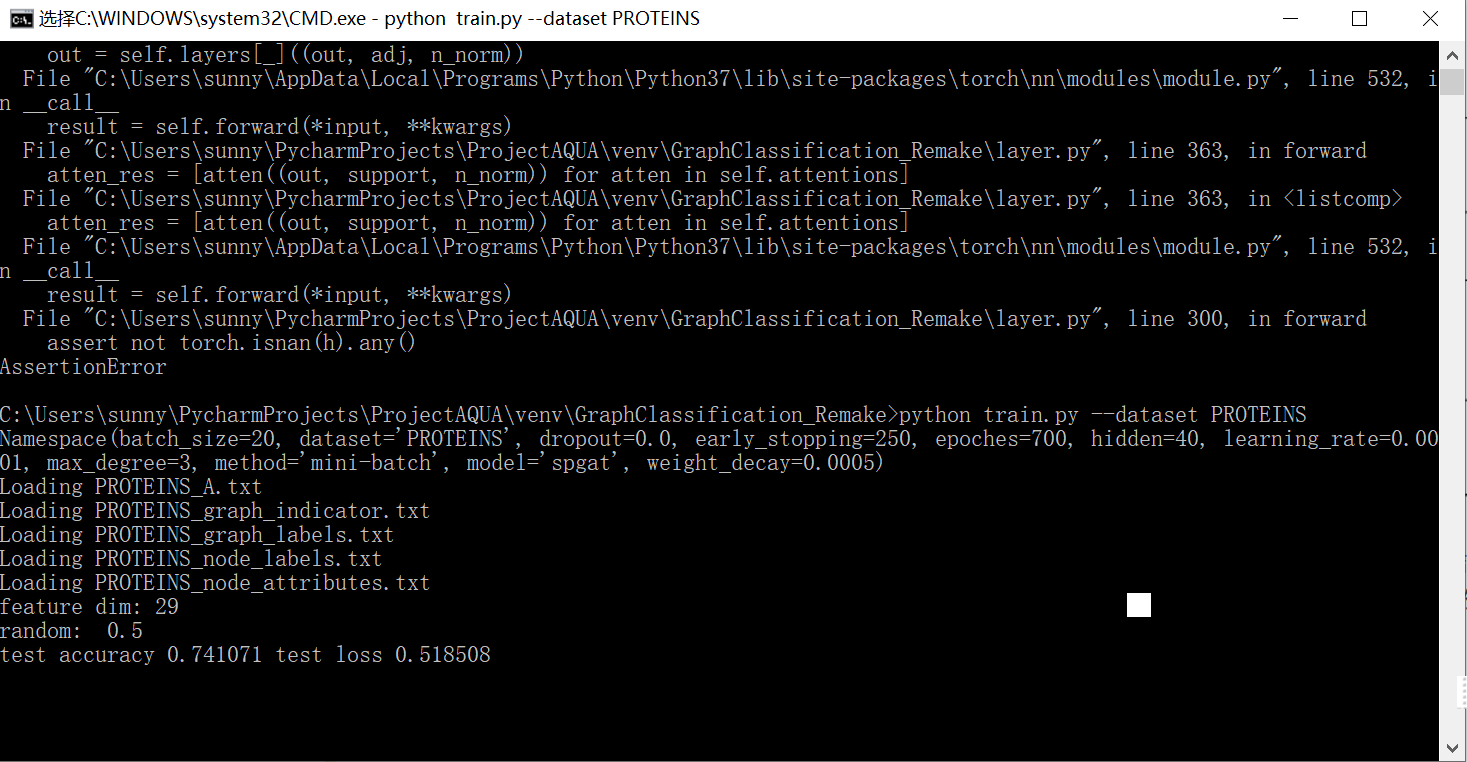 选择C:\WINDOWS\system32\CMD.exe - python  train.py --dataset PROTEINS
    out = self.layers[_]((out, adj, n_norm))
  File "C:\Users\sunny\AppData\Local\Programs\Python\Python37\lib\site-packages\torch\nn\modules\module.py", line 532, i
n __call__
    result = self.forward(*input, **kwargs)
  File "C:\Users\sunny\PycharmProjects\ProjectAQUA\venv\GraphClassification_Remake\layer.py", line 363, in forward
    atten_res = [atten((out, support, n_norm)) for atten in self.attentions]
  File "C:\Users\sunny\PycharmProjects\ProjectAQUA\venv\GraphClassification_Remake\layer.py", line 363, in <listcomp>
    atten_res = [atten((out, support, n_norm)) for atten in self.attentions]
  File "C:\Users\sunny\AppData\Local\Programs\Python\Python37\lib\site-packages\torch\nn\modules\module.py", line 532, i
n __call__
    result = self.forward(*input, **kwargs)
  File "C:\Users\sunny\PycharmProjects\ProjectAQUA\venv\GraphClassification_Remake\layer.py", line 300, in forward
    assert not torch.isnan(h).any()
AssertionError
C:\Users\sunny\PycharmProjects\ProjectAQUA\venv\GraphClassification_Remake>python train.py --dataset PROTEINS
Namespace(batch_size=20, dataset='PROTEINS', dropout=0.0, early_stopping=250, epoches=700, hidden=40, learning_rate=0.00
01, max_degree=3, method='mini-batch', model='spgat', weight_decay=0.0005)
Loading PROTEINS_A.txt
Loading PROTEINS_graph_indicator.txt
Loading PROTEINS_graph_labels.txt
Loading PROTEINS_node_labels.txt
Loading PROTEINS_node_attributes.txt
feature dim: 29
random:  0.5
test accuracy 0.741071 test loss 0.518508